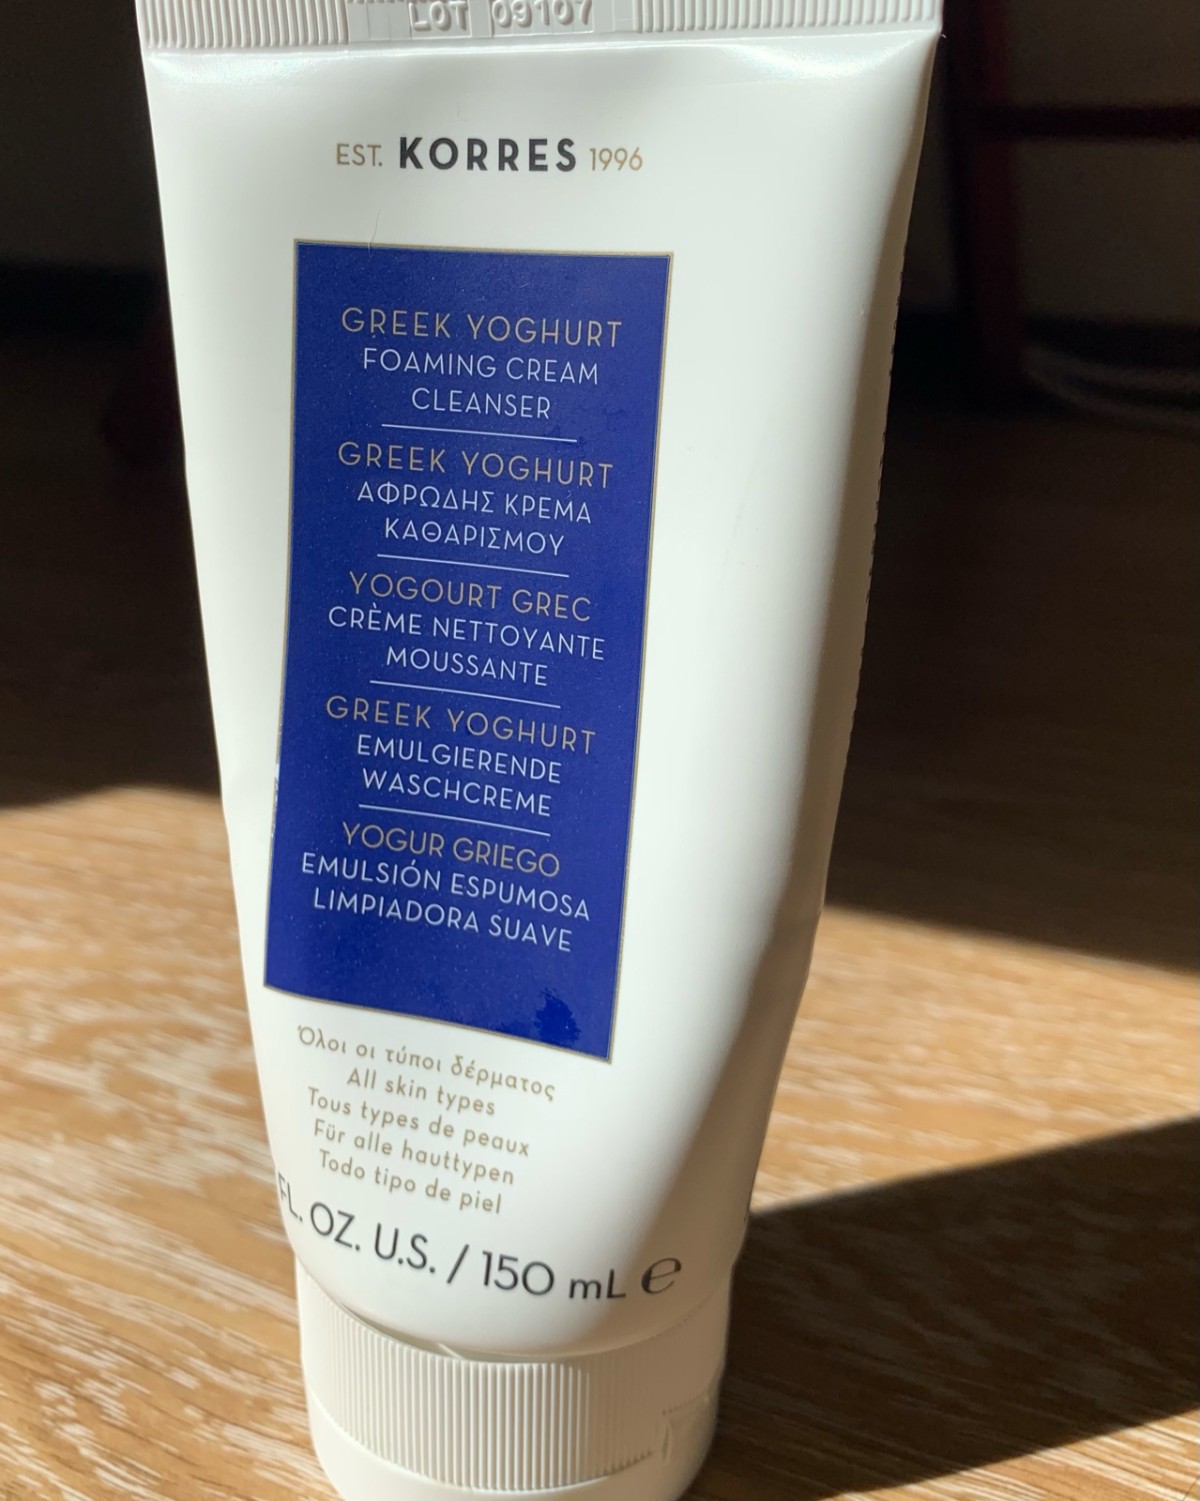 LOT 09107
EST. KORRES 1996
GREEK YOGHURT
FOAMING CREAM
CLEANSER
GREEK YOGHURT
ΑΦΡΩΔΗΣ ΚΡΕΜΑ
ΚΑΘΑΡΙΣΜΟΥ
YOGOURT GREC
CRÈME NETTOYANTE
MOUSSANTE
GREEK YOGHURT
EMULGIERENDE
WASCHCREME
YOGUR GRIEGO
EMULSIÓN ESPUMOSA
LIMPIADORA SUAVE
Όλοι οι τύποι δέρματος
All skin types
Tous types de peaux
Für alle hauttypen
Todo tipo de piel
FL. OZ. U.S. / 150 mL ℮